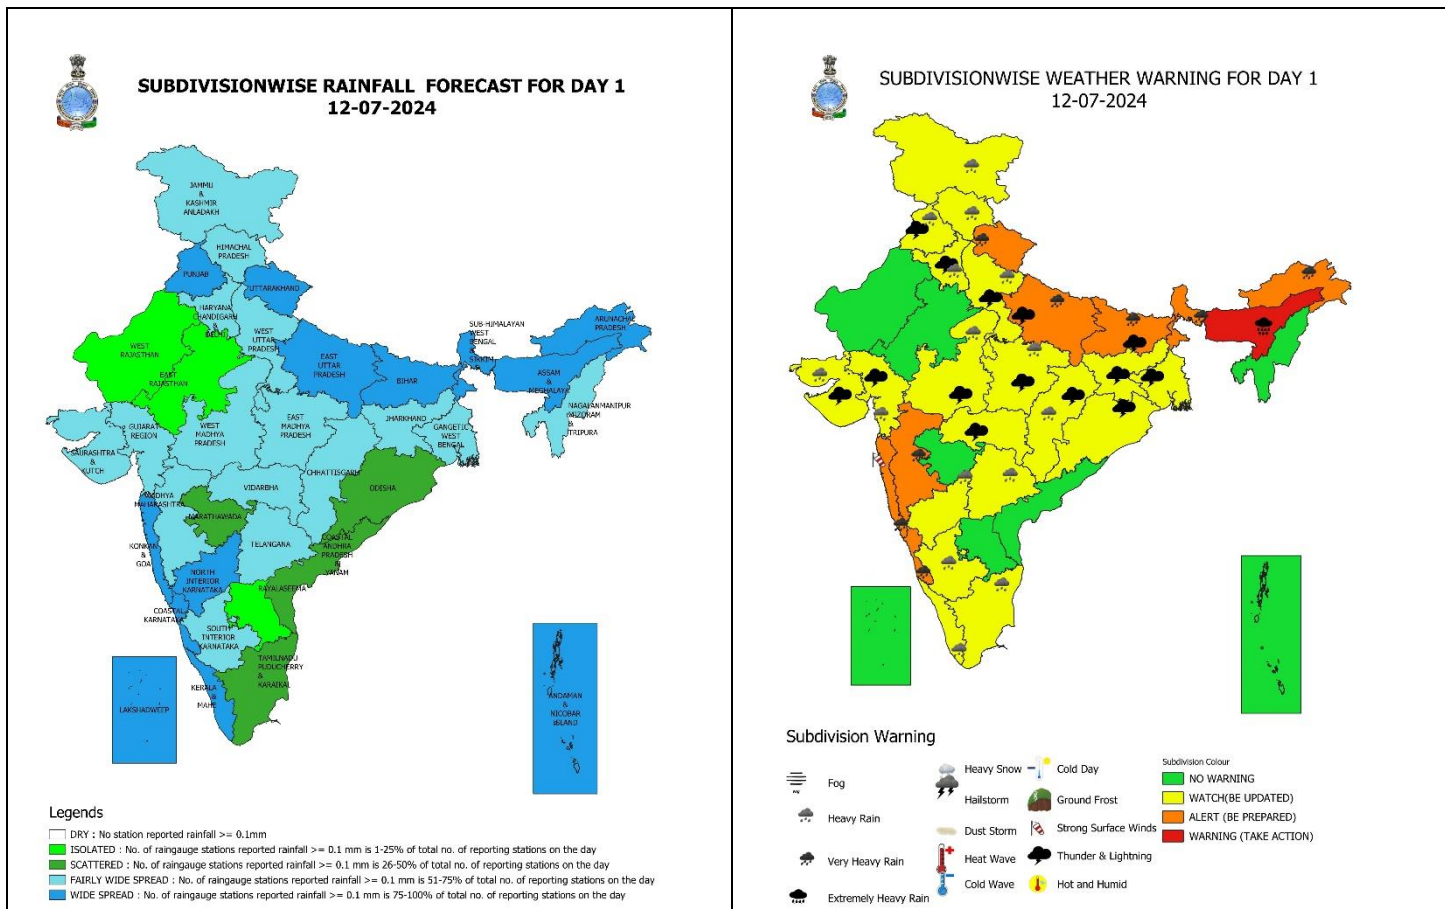 SUBDIVISIONWISE RAINFALL FORECAST FOR DAY 1
12-07-2024
JAMMU
&
KASHMIR
ANLADAKH
HIMACHAL
PRADESH
PUNJAB
UTTARAKHAND
HARYANA
CHANDIGARH
&
DELHI
WEST
UTTAR
PRADESH
WEST
RAJASTHAN
EAST
RAJASTHAN
EAST
UTTAR
PRADESH
BIHAR
SUB-HIMALAYAN
WEST
BENGAL
&
SIKKIM
ARUNACHAL
PRADESH
ASSAM
&
MEGHALAYA
NAGALANMANIPUR
MIZORAM
&
TRIPURA
GUJARAT
REGION
SAURASHTRA
&
KUTCH
WEST
MADHYA
PRADESH
EAST
MADHYA
PRADESH
JHARKHAND
GANGETIC
WEST
BENGAL
CHHATTISGARH
ODISHA
VIDARBHA
MADHYA
MAHARASHTRA
MARATHAWADA
KONKAN
&
GOA
TELANGANA
COASTAL
ANDHRA
PRADESH
&
YANAM
NORTH
INTERIOR
KARNATAKA
RAYALASEEMA
COASTAL
KARNATAKA
SOUTH
INTERIOR
KARNATAKA
TAMILNADU
PUDUCHERRY
&
KARAIKAL
KERALA
&
MAHE
LAKSHADWEEP
ANDAMAN
&
NICOBAR
ISLAND
Legends
DRY : No station reported rainfall >= 0.1mm
ISOLATED : No. of raingauge stations reported rainfall >= 0.1 mm is 1-25% of total no. of reporting stations on the day
SCATTERED : No. of raingauge stations reported rainfall >= 0.1 mm is 26-50% of total no. of reporting stations on the day
FAIRLY WIDE SPREAD : No. of raingauge stations reported rainfall >= 0.1 mm is 51-75% of total no. of reporting stations on the day
WIDE SPREAD : No. of raingauge stations reported rainfall >= 0.1 mm is 75-100% of total no. of reporting stations on the day
SUBDIVISIONWISE WEATHER WARNING FOR DAY 1
12-07-2024
Subdivision Warning
Fog
Heavy Rain
Very Heavy Rain
Extremely Heavy Rain
Heavy Snow
Hailstorm
Dust Storm
Heat Wave
Cold Wave
Cold Day
Ground Frost
Strong Surface Winds
Thunder & Lightning
Hot and Humid
Subdivision Colour
NO WARNING
WATCH(BE UPDATED)
ALERT (BE PREPARED)
WARNING (TAKE ACTION)